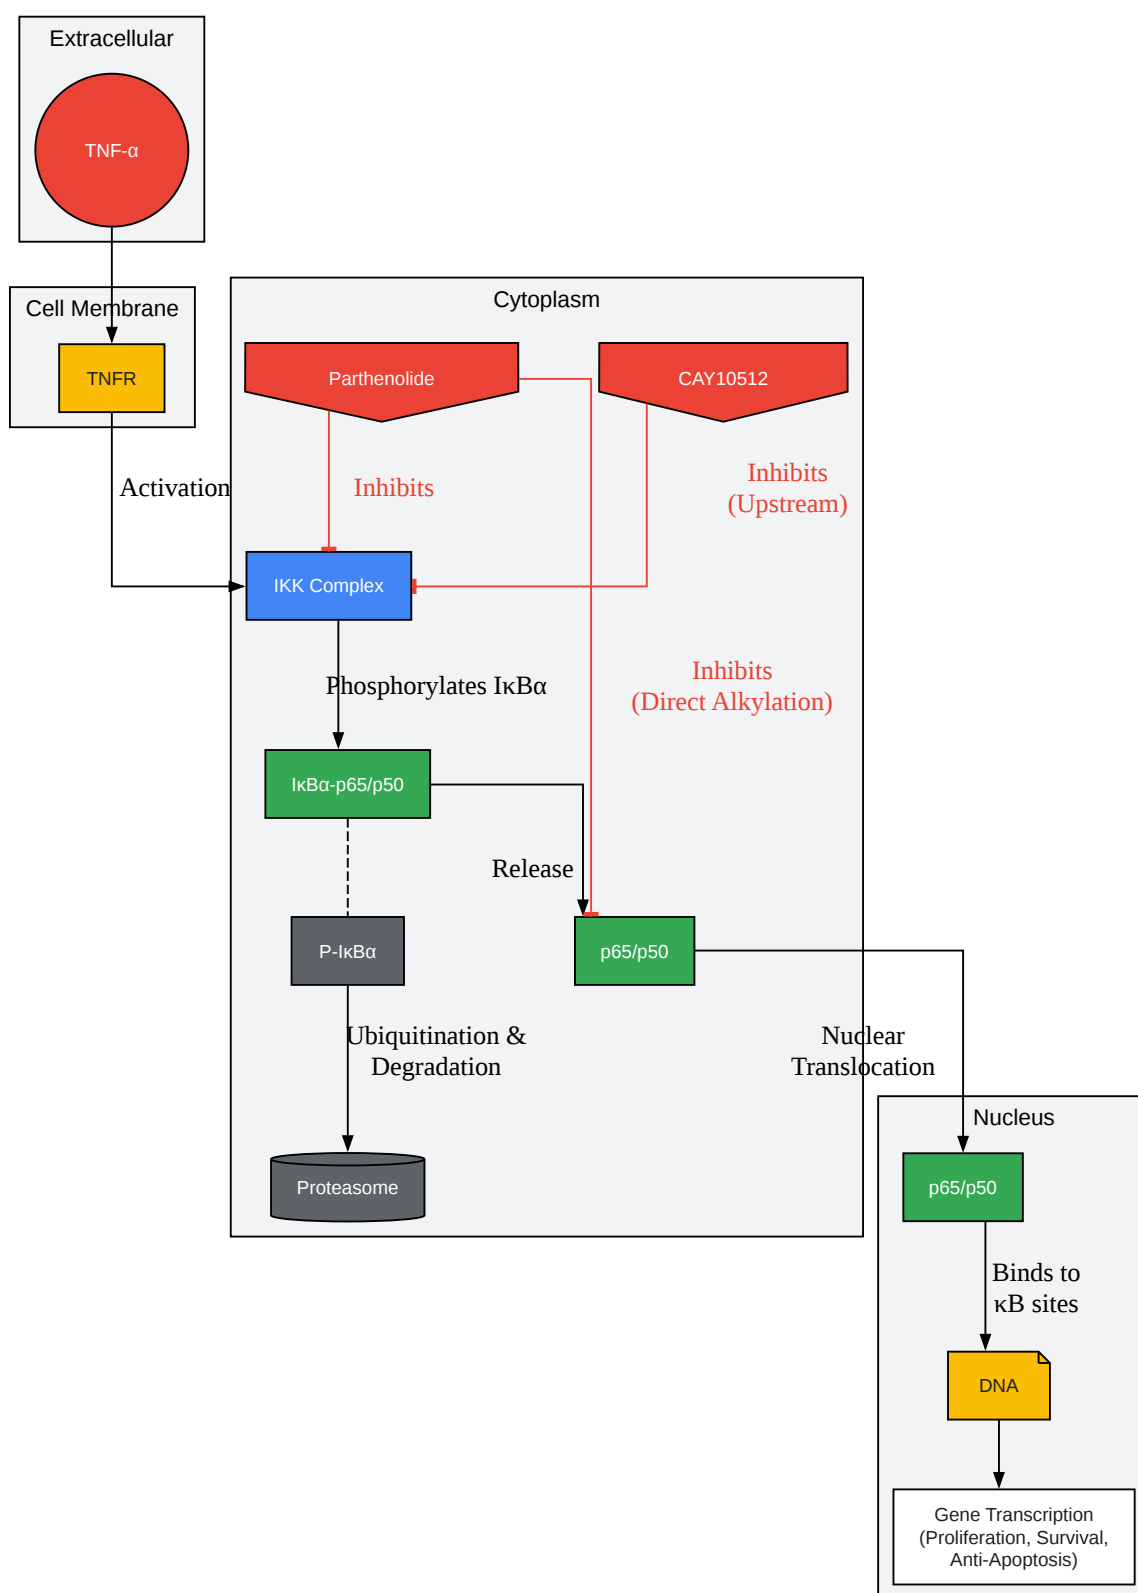 Extracellular
TNF-α
Cell Membrane
TNFR
Activation
Cytoplasm
Parthenolide
CAY10512
Inhibits
Inhibits
(Upstream)
IKK Complex
Phosphorylates IκBα
Inhibits
(Direct Alkylation)
IκBα-p65/p50
Release
P-IκBα
p65/p50
Ubiquitination &
Degradation
Nuclear
Translocation
Proteasome
Nucleus
p65/p50
Binds to
κB sites
DNA
Gene Transcription
(Proliferation, Survival,
Anti-Apoptosis)